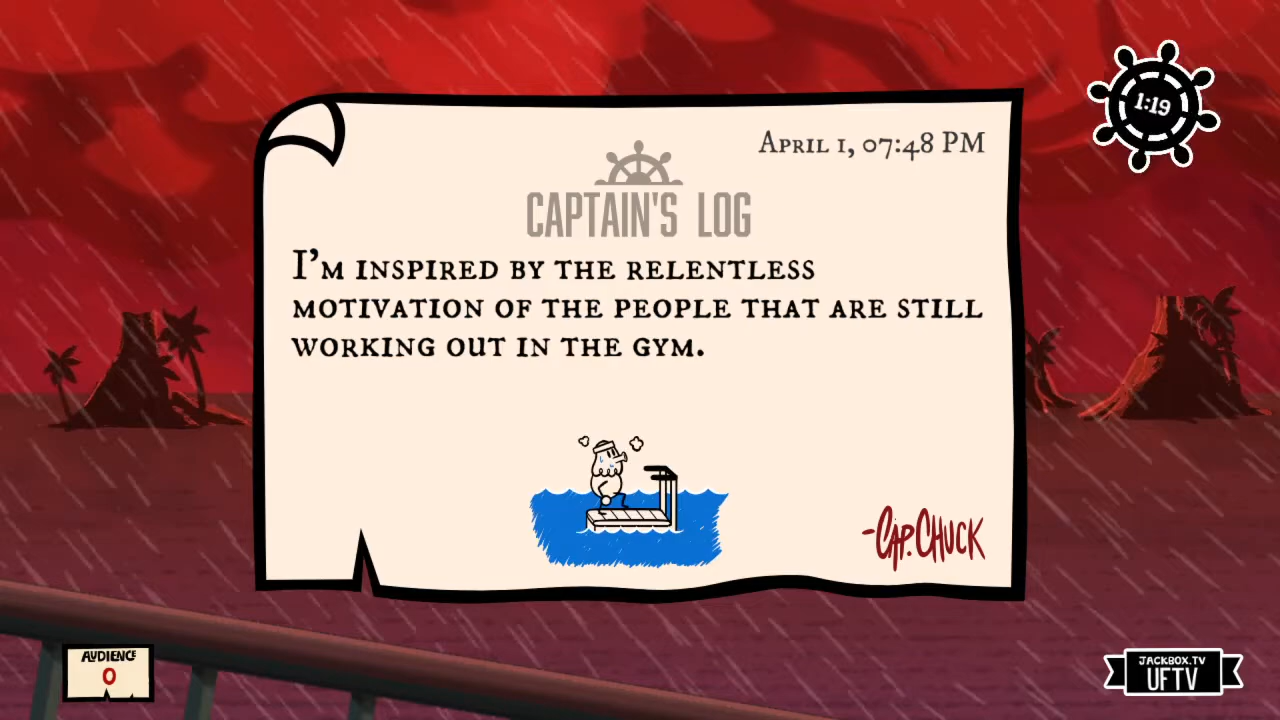 1:19
April 1, 07:48 PM
CAPTAIN'S LOG
I'm inspired by the relentless
motivation of the people that are still
working out in the gym.
-Cap. Chuck
AUDIENCE
0
JACKBOX.TV
UFTV